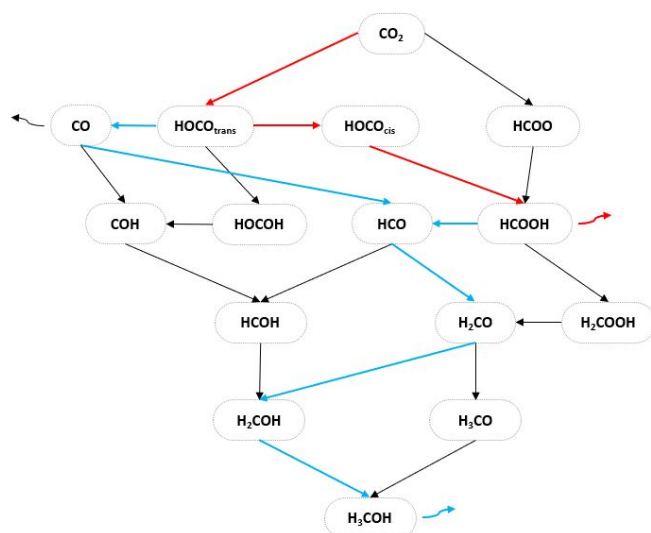 CO₂
CO HOCOtrans HOCOcis HCOO
COH HOCOH HCO HCOOH
HCOH H₂CO H₂COOH
H₂COH H₃CO
H₃COH